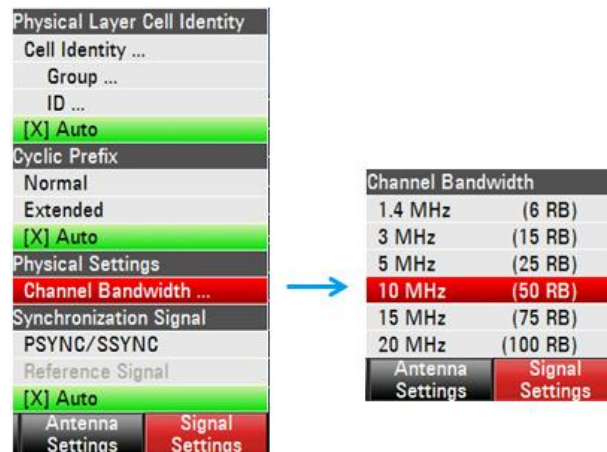 Physical Layer Cell Identity
Cell Identity ...
Group ...
ID ...
[X] Auto
Cyclic Prefix
Normal
Extended
[X] Auto
Physical Settings
Channel Bandwidth ...
Synchronization Signal
PSYNC/SSYNC
Reference Signal
[X] Auto
Antenna Settings
Signal Settings
Channel Bandwidth
1.4 MHz (6 RB)
3 MHz (15 RB)
5 MHz (25 RB)
10 MHz (50 RB)
15 MHz (75 RB)
20 MHz (100 RB)
Antenna Settings
Signal Settings